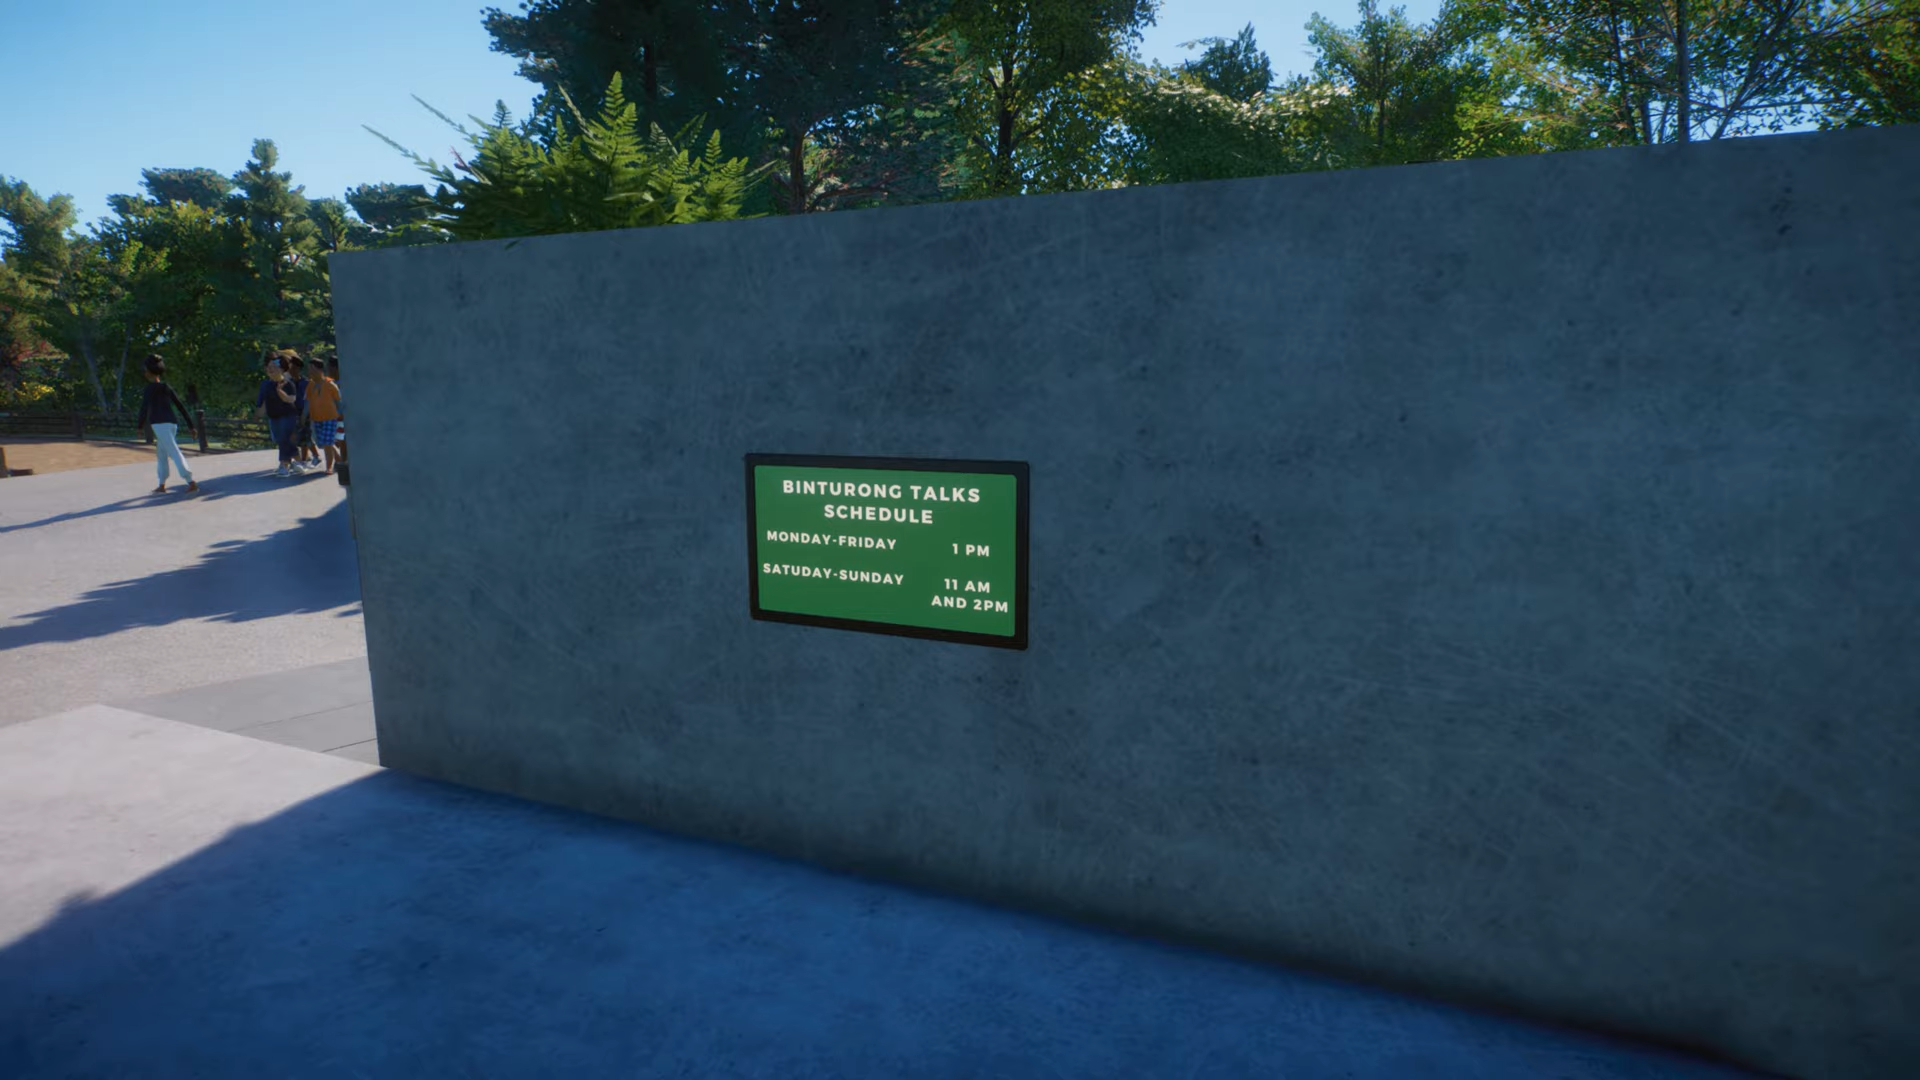 BINTURONG TALKS
SCHEDULE
MONDAY-FRIDAY 1 PM
SATUDAY-SUNDAY 11 AM
AND 2PM